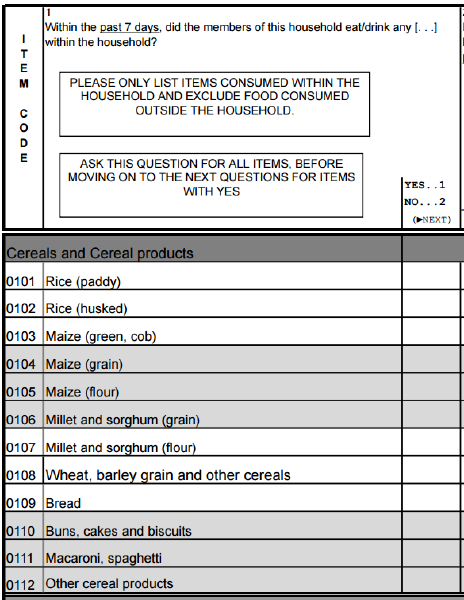 1
Within the past 7 days, did the members of this household eat/drink any [. . .]
within the household?
ITEM CODE
PLEASE ONLY LIST ITEMS CONSUMED WITHIN THE
HOUSEHOLD AND EXCLUDE FOOD CONSUMED
OUTSIDE THE HOUSEHOLD.
ASK THIS QUESTION FOR ALL ITEMS, BEFORE
MOVING ON TO THE NEXT QUESTIONS FOR ITEMS
WITH YES
YES..1
NO...2
(►NEXT)
Cereals and Cereal products
0101 Rice (paddy)
0102 Rice (husked)
0103 Maize (green, cob)
0104 Maize (grain)
0105 Maize (flour)
0106 Millet and sorghum (grain)
0107 Millet and sorghum (flour)
0108 Wheat, barley grain and other cereals
0109 Bread
0110 Buns, cakes and biscuits
0111 Macaroni, spaghetti
0112 Other cereal products